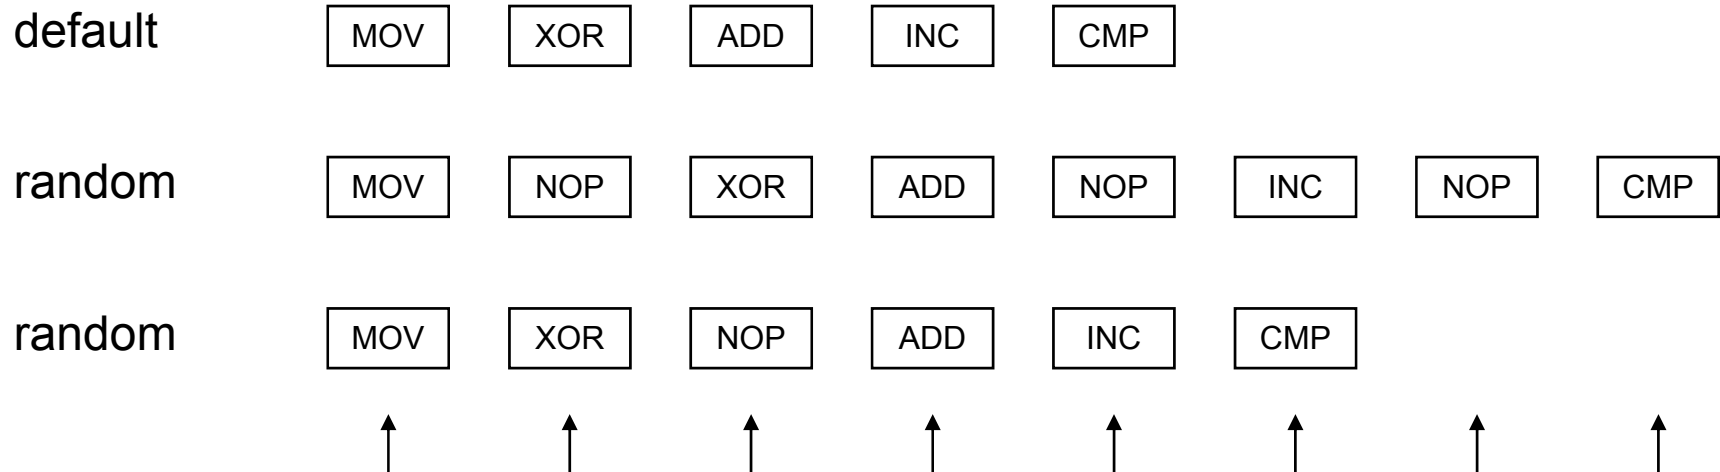 default MOV XOR ADD INC CMP
random MOV NOP XOR ADD NOP INC NOP CMP
random MOV XOR NOP ADD INC CMP